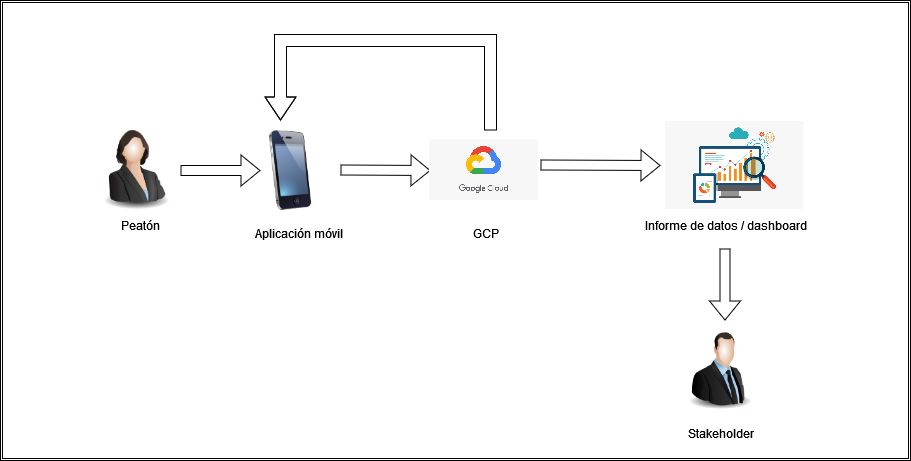 Google Cloud
Peatón
Aplicación móvil
GCP
Informe de datos / dashboard
Stakeholder